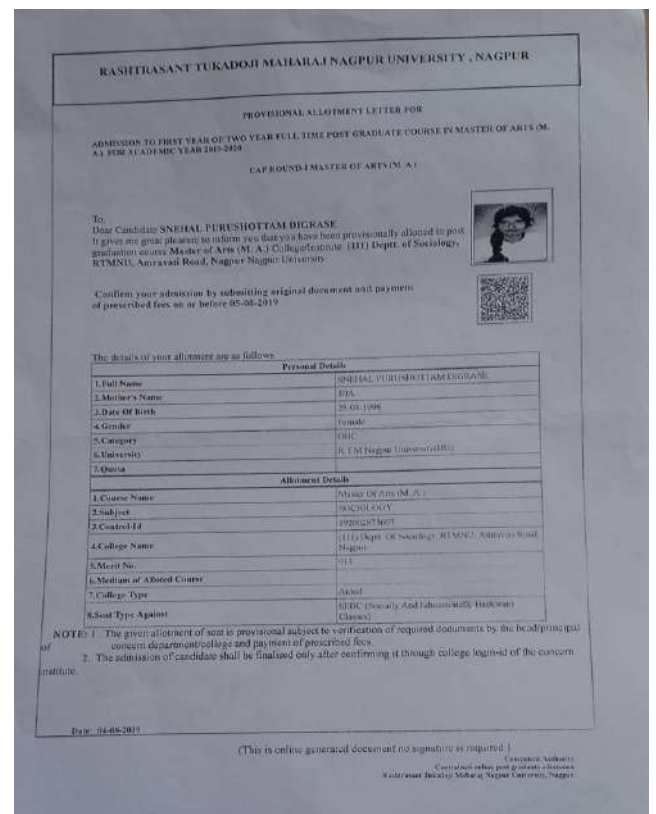 RASHTRASANT TUKADOJI MAHARAJ NAGPUR UNIVERSITY , NAGPUR
PROVISIONAL ALLOTMENT LETTER FOR
ADMISSION TO FIRST YEAR OF TWO YEAR FULL TIME POST GRADUATE COURSE IN MASTER OF ARTS (M.
A.) FOR ACADEMIC YEAR 2019-2020
CAP ROUND-I MASTER OF ARTS (M. A.)
To,
Dear Candidate SNEHAL PURUSHOTTAM DIGRASE
It gives me great pleasure to inform you that you have been provisionally alloted to post
graduation course Master of Arts (M. A.) College/Institute (111) Deptt. of Sociology,
RTMNU, Amravati Road, Nagpur Nagpur University
Confirm your admission by submitting original document and payment
of prescribed fees on or before 05-08-2019
The details of your allotment are as follows
Personal Details
1.Full Name SNEHAL PURUSHOTTAM DIGRASE
2.Mother's Name
3.Date Of Birth
4.Gender Female
5.Category
6.University R.T.M Nagpur University
7.Quota
Allotment Details
1.Course Name Master Of Arts (M. A.)
2.Subject SOCIOLOGY
3.Control-Id
4.College Name (111) Deptt. Of Sociology, RTMNU, Amravati Road,
Nagpur
5.Merit No.
6.Medium of Alloted Course
7.College Type
8.Seat Type Against SEBC (Socially And Educationally Backward
Classes)
NOTE: 1. The given allotment of seat is provisional subject to verification of required documents by the head/principal
of concern department/college and payment of prescribed fees.
2. The admission of candidate shall be finalised only after confirming it through college login-id of the concern
institute.
Date: 04-08-2019
(This is online generated document no signature is required.)
Competent Authority
Centralized online post graduate admission
Rashtrasant Tukadoji Maharaj Nagpur University, Nagpur